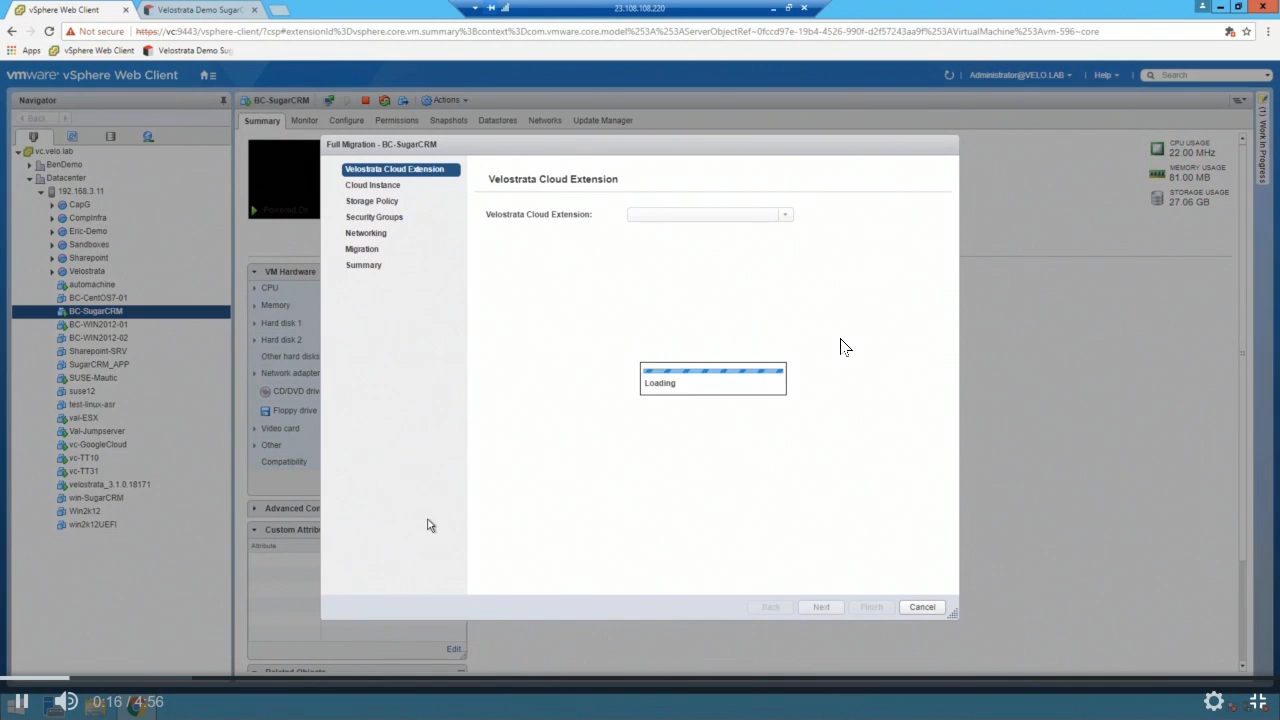 vSphere Web Client
Velostrata Demo SugarC
23.108.108.220
Not secure
https://vc:9443/vsphere-client/?csp#extensionId%3Dvsphere.core.vm.summary%3Bcontext%3Dcom.vmware.core.model%253A%253AServerObjectRef~0fccd97e-19b4-4526-990f-d2f57243aa9f%253AVirtualMachine%253Avm-596~core
Apps
vSphere Web Client
Velostrata Demo Sug
vmware® vSphere Web Client
Administrator@VELO.LAB
Help
Search
Navigator
BC-SugarCRM
Actions
Back
Summary
Monitor
Configure
Permissions
Snapshots
Datastores
Networks
Update Manager
(1) Work In Progress
vc.velo.lab
BenDemo
Datacenter
192.168.3.11
CapG
CompInfra
Eric-Demo
Sandboxes
Sharepoint
Velostrata
automachine
BC-CentOS7-01
BC-SugarCRM
BC-WIN2012-01
BC-WIN2012-02
Sharepoint-SRV
SugarCRM_APP
SUSE-Mautic
suse12
test-linux-asr
val-ESX
Val-Jumpserver
vc-GoogleCloud
vc-TT10
vc-TT31
velostrata_3.1.0.18171
win-SugarCRM
Win2k12
win2k12UEFI
Powered On
CPU USAGE
22.00 MHz
MEMORY USAGE
81.00 MB
STORAGE USAGE
27.06 GB
VM Hardware
CPU
Memory
Hard disk 1
Hard disk 2
Other hard disks
Network adapter
CD/DVD driv
Floppy drive
Video card
Other
Compatibility
Advanced Con
Custom Attribu
Attribute
Edit...
Related Objects
Full Migration - BC-SugarCRM
Velostrata Cloud Extension
Cloud Instance
Storage Policy
Security Groups
Networking
Migration
Summary
Velostrata Cloud Extension
Velostrata Cloud Extension:
Loading
Back
Next
Finish
Cancel
0:16 / 4:56